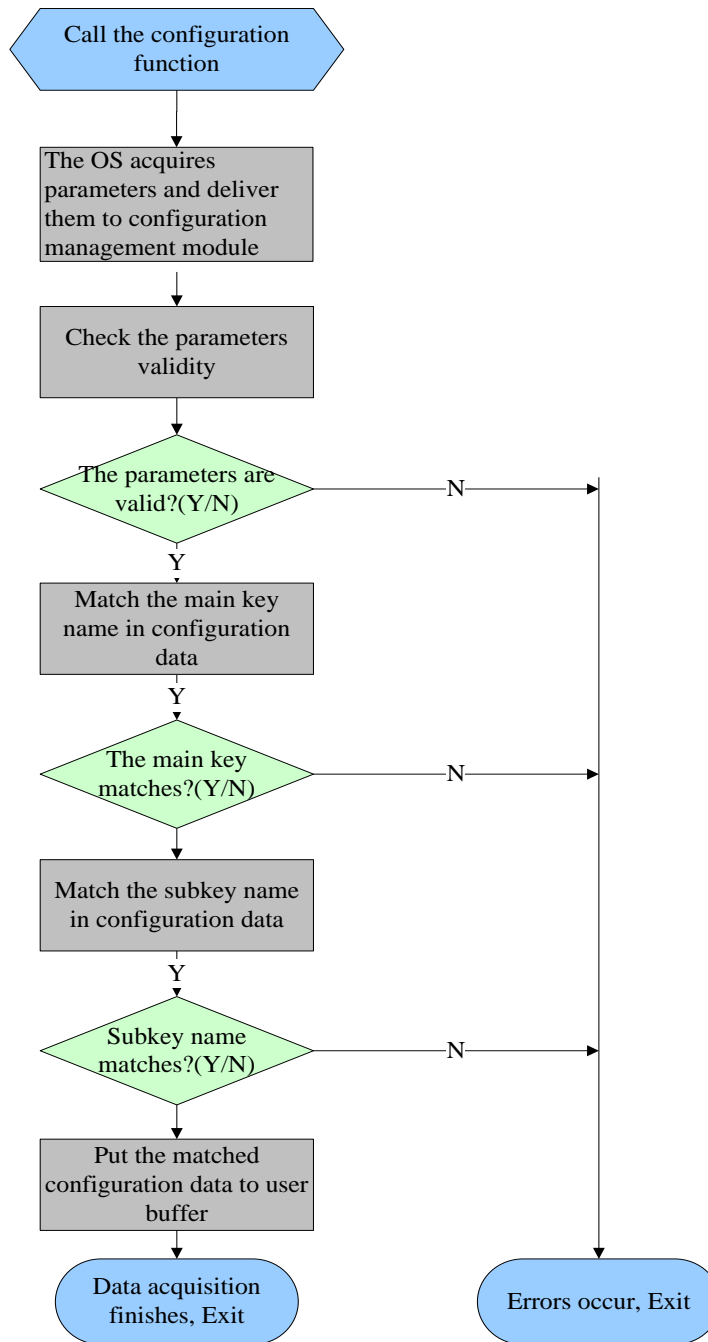 Call the configuration
function
The OS acquires
parameters and deliver
them to configuration
management module
Check the parameters
validity
The parameters are
valid?(Y/N)
N
Y
Match the main key
name in configuration
data
Y
The main key
matches?(Y/N)
N
Match the subkey name
in configuration data
Y
Subkey name
matches?(Y/N)
N
Put the matched
configuration data to user
buffer
Data acquisition
finishes, Exit
Errors occur, Exit